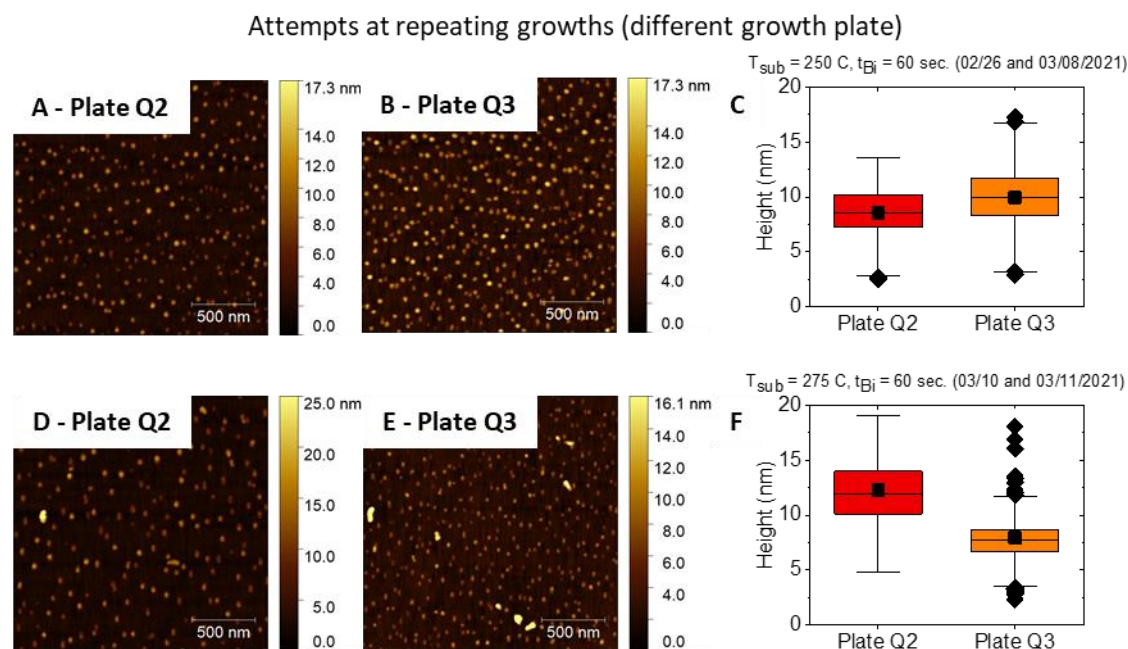 Attempts at repeating growths (different growth plate)
A - Plate Q2
17.3 nm
14.0
12.0
10.0
8.0
6.0
4.0
2.0
0.0
500 nm
B - Plate Q3
17.3 nm
14.0
12.0
10.0
8.0
6.0
4.0
2.0
0.0
500 nm
C
Tsub = 250 C, tBi = 60 sec. (02/26 and 03/08/2021)
Height (nm)
20
15
10
5
0
Plate Q2 Plate Q3
D - Plate Q2
25.0 nm
20.0
15.0
10.0
5.0
0.0
500 nm
E - Plate Q3
16.1 nm
14.0
12.0
10.0
8.0
6.0
4.0
2.0
0.0
500 nm
F
Tsub = 275 C, tBi = 60 sec. (03/10 and 03/11/2021)
Height (nm)
20
15
10
5
0
Plate Q2 Plate Q3